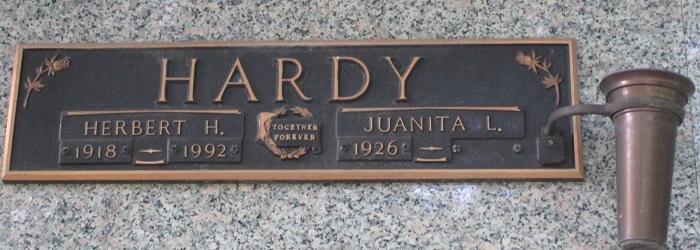 HARDY
HERBERT H.
1918 1992
TOGETHER
FOREVER
JUANITA L.
1926